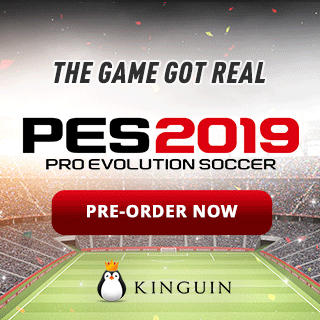 THE GAME GOT REAL
PES2019
PRO EVOLUTION SOCCER
PRE-ORDER NOW
KINGUIN